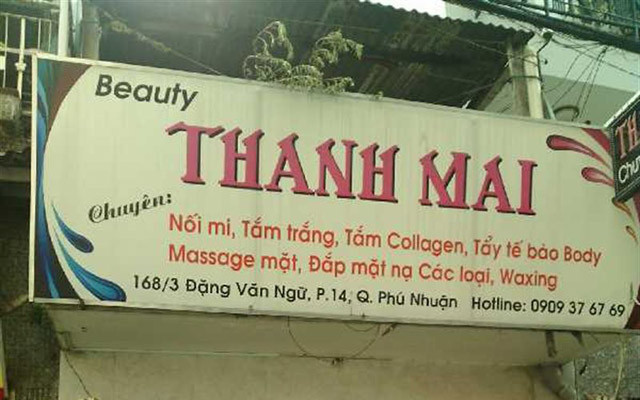 Beauty
THANH MAI
Chuyên:
Nối mi, Tắm trắng, Tắm Collagen, Tẩy tế bào Body
Massage mặt, Đắp mặt nạ Các loại, Waxing
168/3 Đặng Văn Ngữ, P.14, Q. Phú Nhuận Hotline: 0909 37 67 69